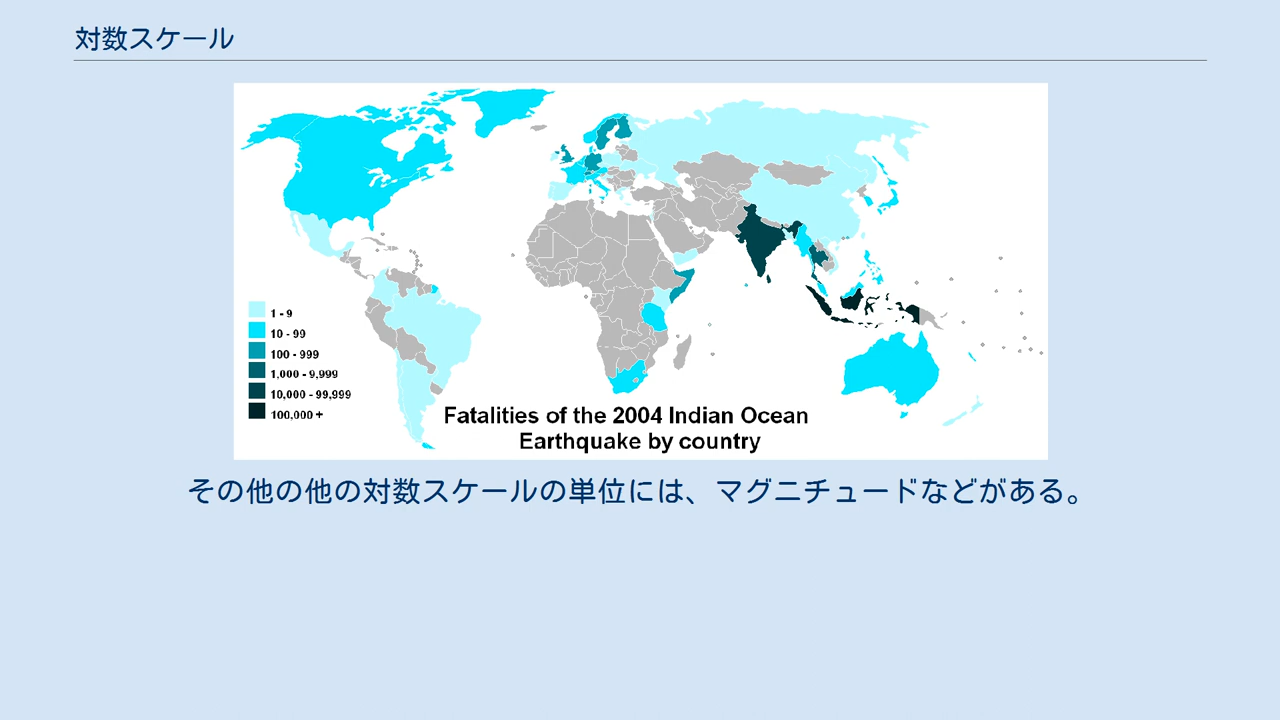 対数スケール
1 - 9
10 - 99
100 - 999
1,000 - 9,999
10,000 - 99,999
100,000 +
Fatalities of the 2004 Indian Ocean
Earthquake by country
その他の他の対数スケールの単位には、マグニチュードなどがある。